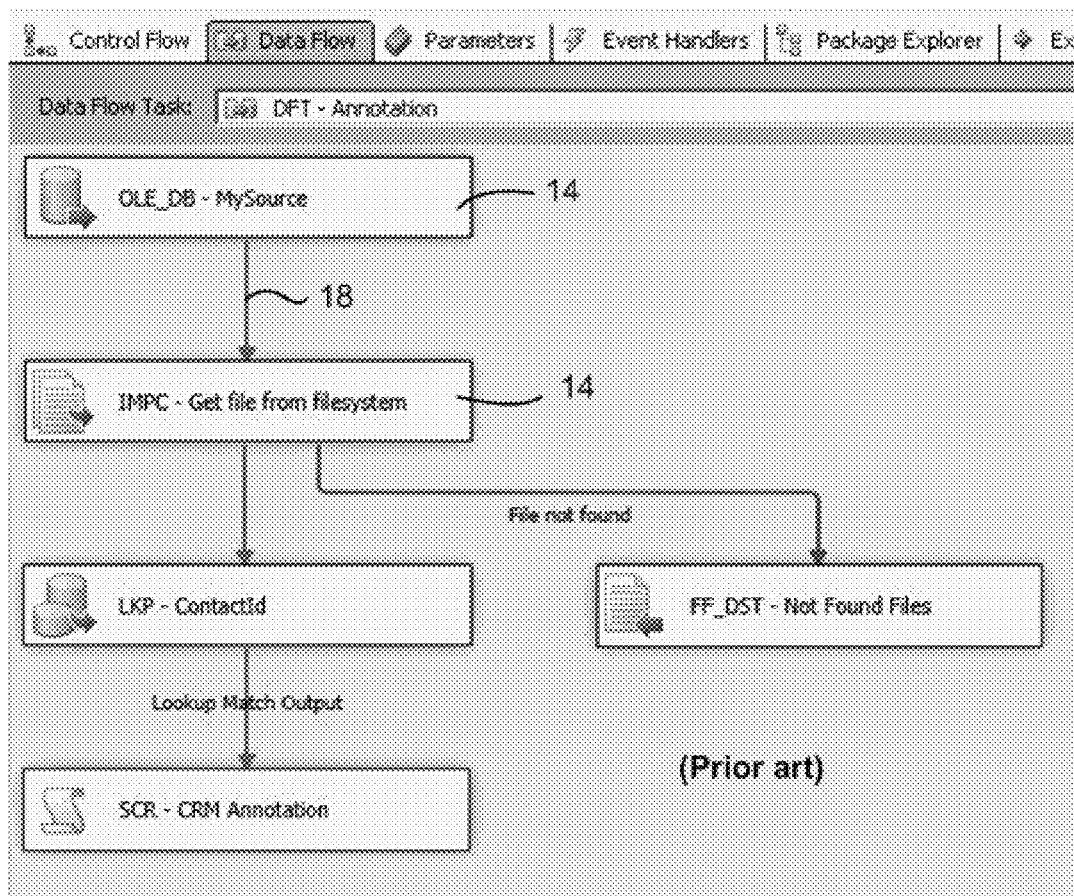 Control Flow Data Flow Parameters Event Handlers Package Explorer Ex
Data Flow Task: DFT - Annotation
OLE_DB - MySource
14
18
IMPC - Get file from filesystem
14
File not found
LKP - ContactId
FF_DST - Not Found Files
Lookup Match Output
(Prior art)
SCR - CRM Annotation